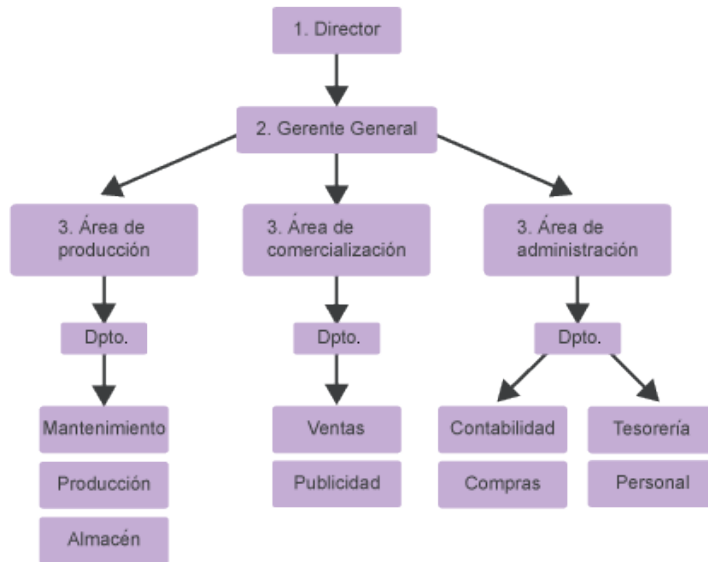 1. Director
2. Gerente General
3. Área de
producción
3. Área de
comercialización
3. Área de
administración
Dpto.
Dpto.
Dpto.
Mantenimiento
Ventas
Contabilidad
Tesorería
Producción
Publicidad
Compras
Personal
Almacén